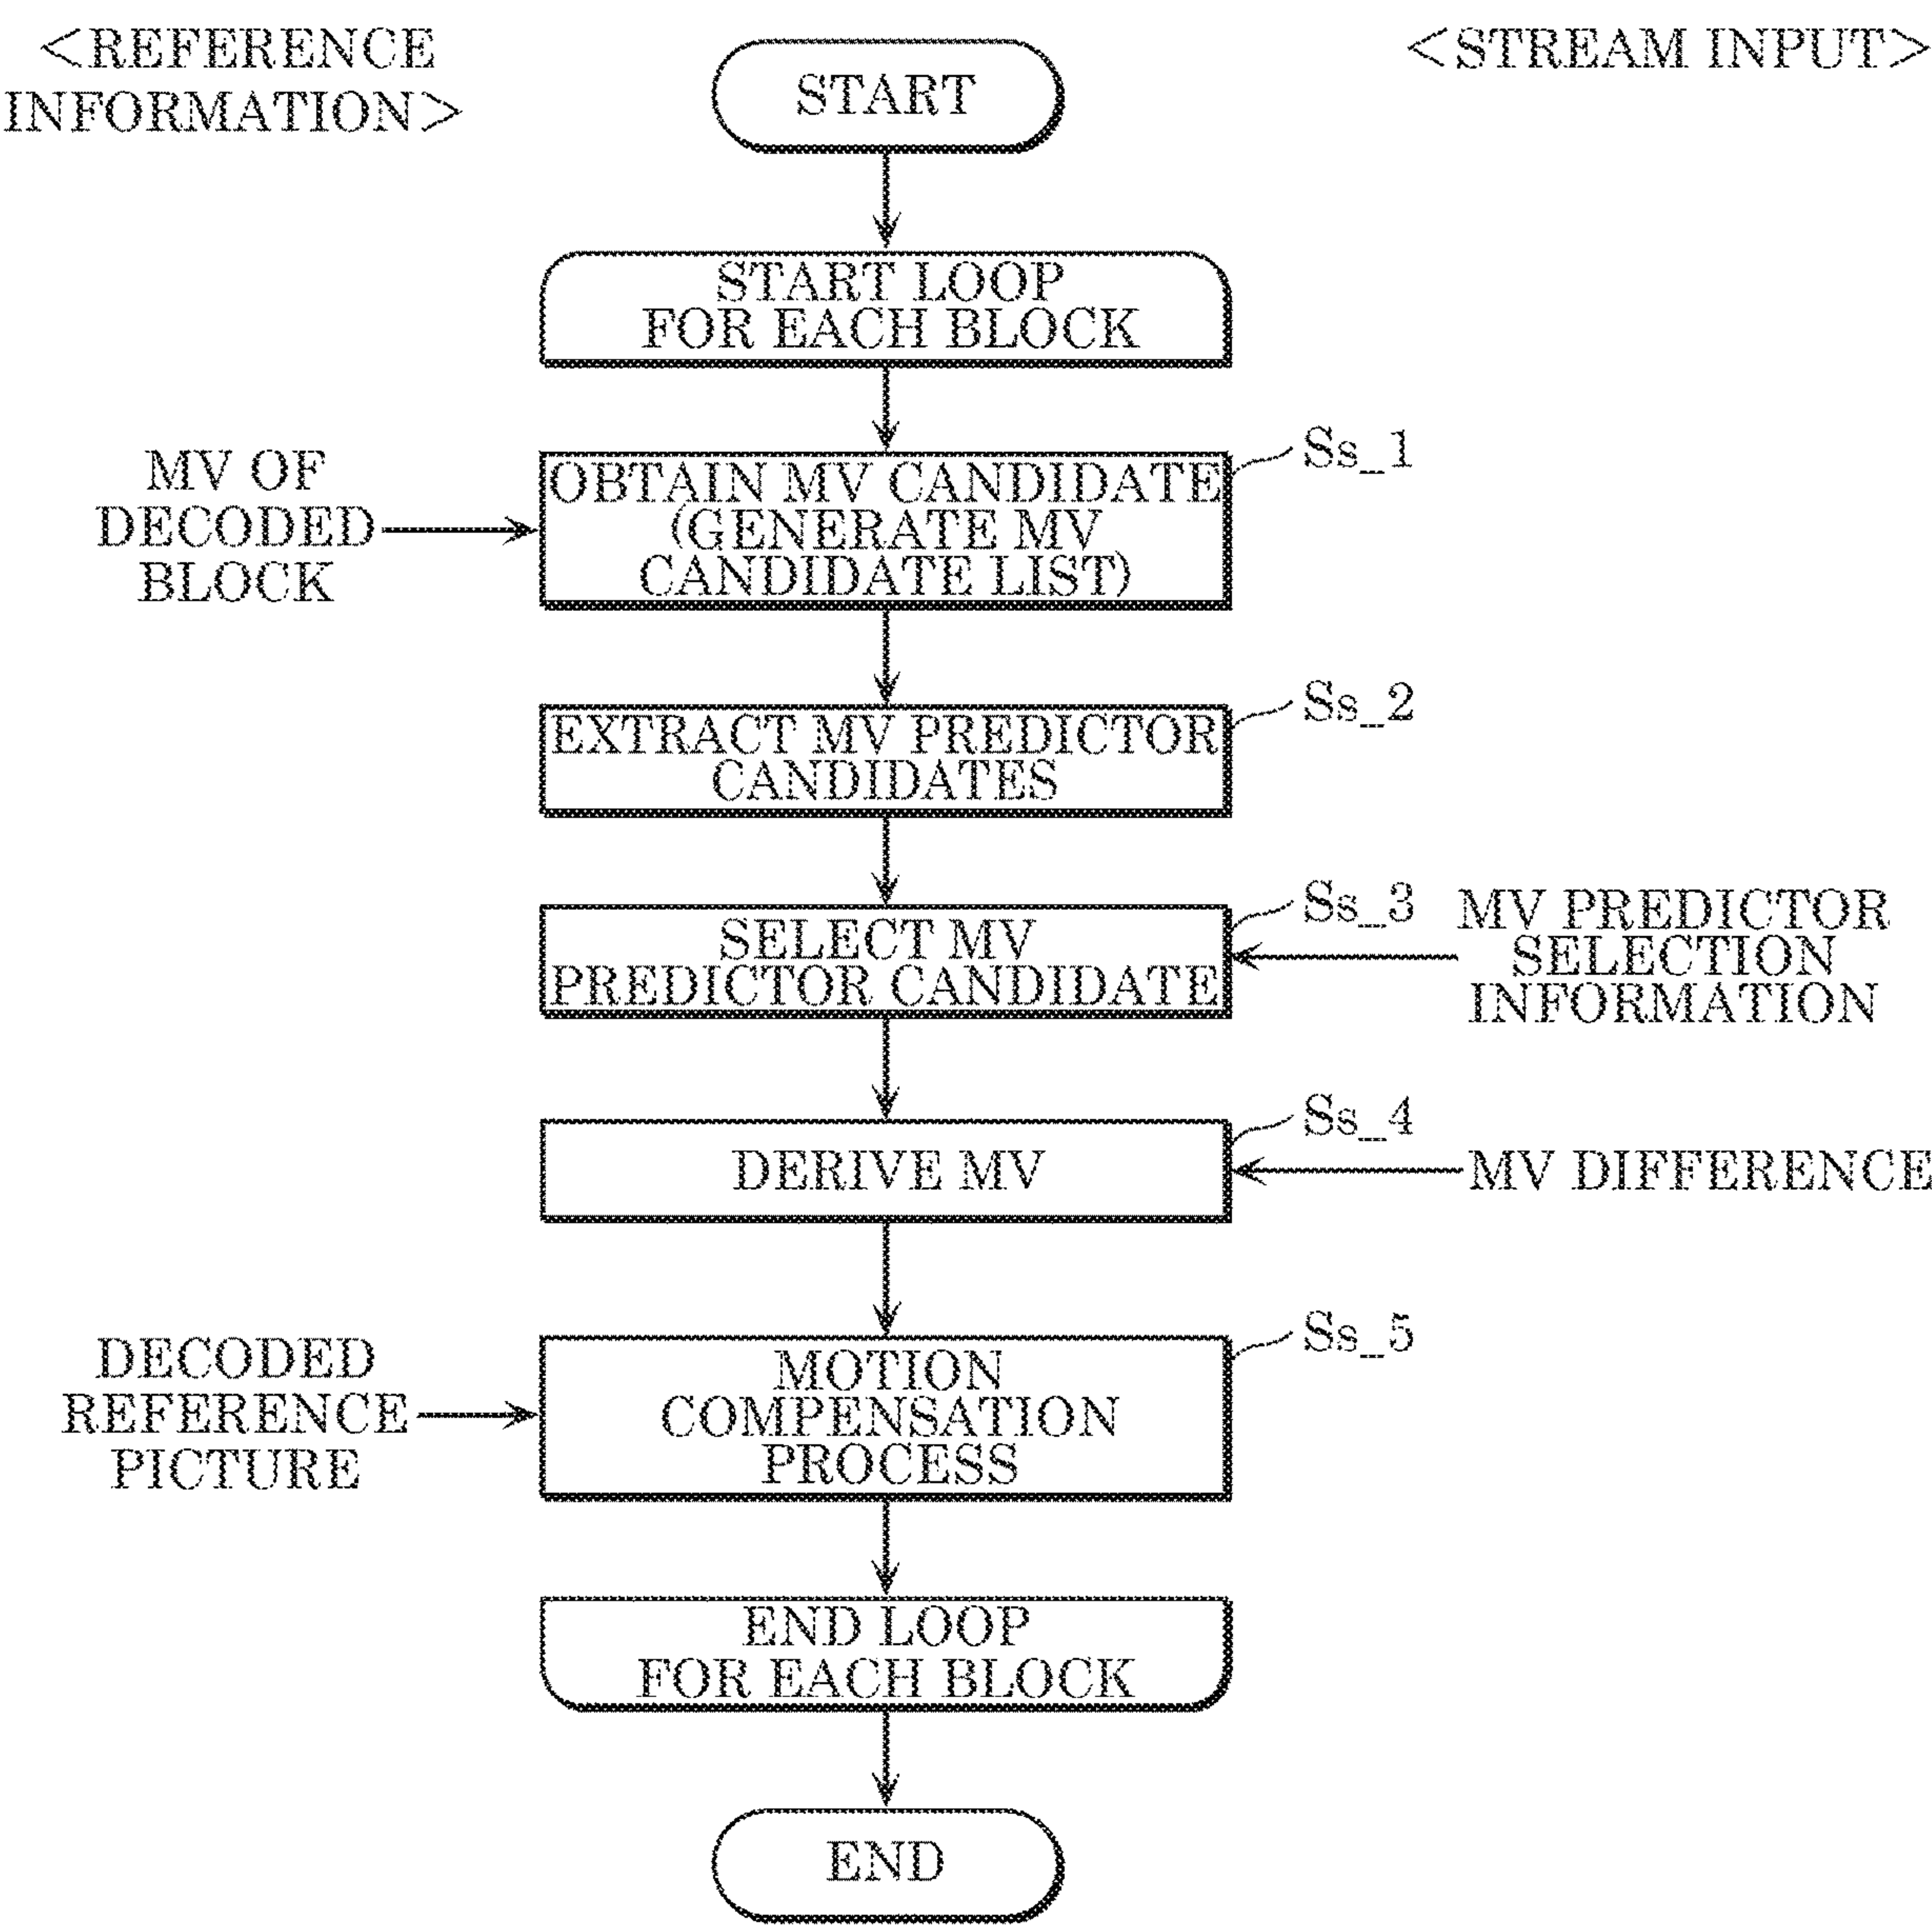 <REFERENCE
INFORMATION>
<STREAM INPUT>
START
START LOOP
FOR EACH BLOCK
MV OF
DECODED
BLOCK
OBTAIN MV CANDIDATE
(GENERATE MV
CANDIDATE LIST)
Ss_1
EXTRACT MV PREDICTOR
CANDIDATES
Ss_2
SELECT MV
PREDICTOR CANDIDATE
Ss_3
MV PREDICTOR
SELECTION
INFORMATION
DERIVE MV
Ss_4
MV DIFFERENCE
DECODED
REFERENCE
PICTURE
MOTION
COMPENSATION
PROCESS
Ss_5
END LOOP
FOR EACH BLOCK
END